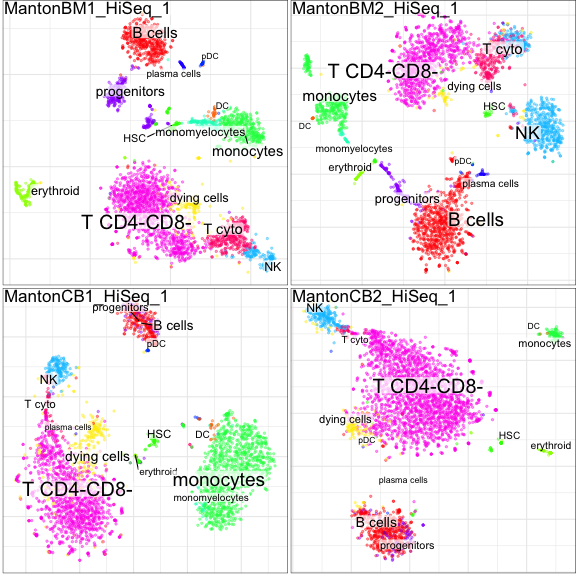 MantonBM1_HiSeq_1
B cells
pDC
plasma cells
progenitors
DC
HSC
monomyelocytes
monocytes
erythroid
dying cells
T CD4-CD8-
T cyto
NK
MantonBM2_HiSeq_1
T cyto
T CD4-CD8-
dying cells
monocytes
HSC
DC
NK
monomyelocytes
pDC
erythroid
plasma cells
progenitors
B cells
MantonCB1_HiSeq_1
progenitors
B cells
pDC
NK
T cyto
plasma cells
HSC
DC
dying cells
erythroid
monocytes
T CD4-CD8-
monomyelocytes
MantonCB2_HiSeq_1
NK
DC
T cyto
monocytes
T CD4-CD8-
dying cells
pDC
HSC
erythroid
plasma cells
B cells
progenitors